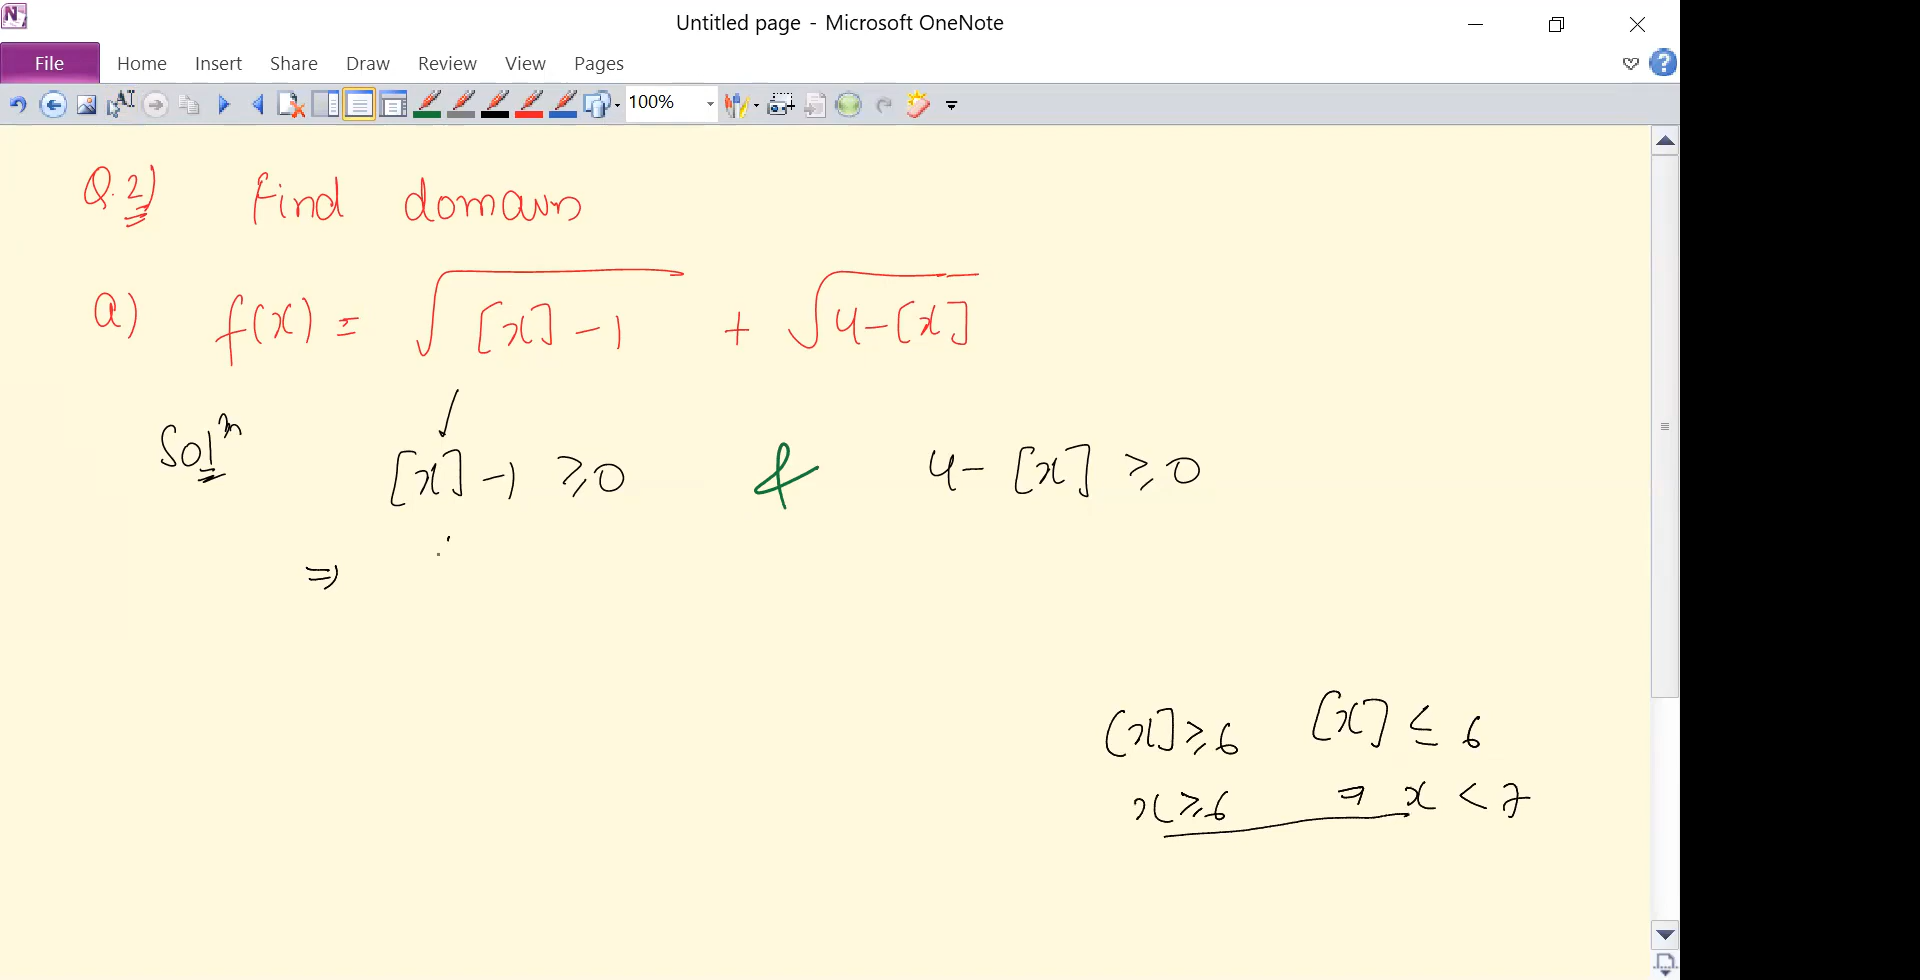 Untitled page - Microsoft OneNote
File Home Insert Share Draw Review View Pages
100%
Q.2) Find domain
a) f(x) = √([x]-1) + √(4-[x])
Solⁿ
[x]-1 ≥ 0 & 4-[x] ≥ 0
⇒
[x] ≥ 6 [x] ≤ 6
x ≥ 6 ⇒ x < 7